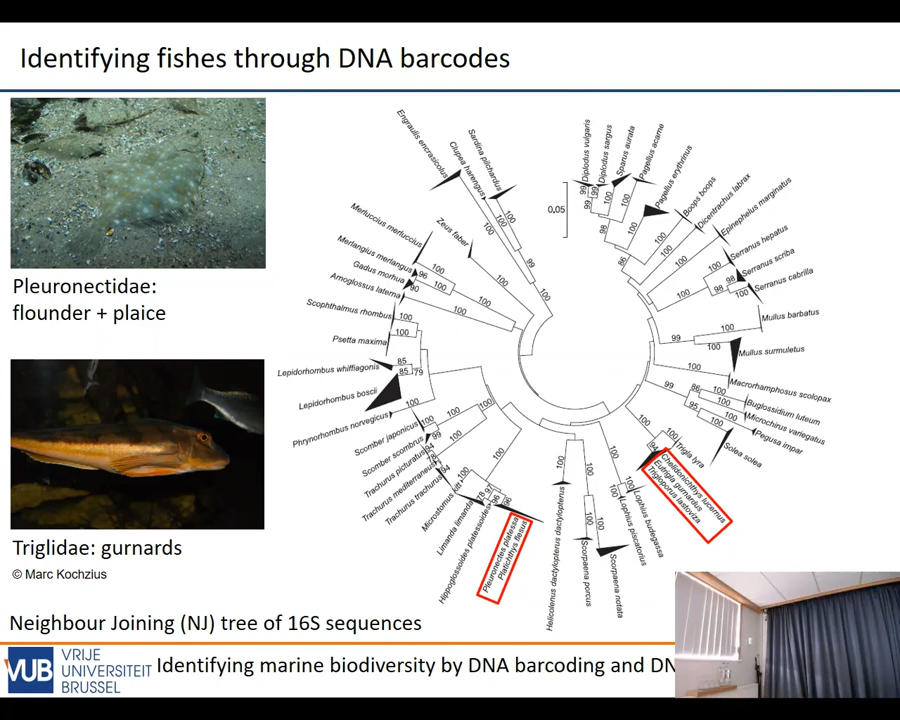 Identifying fishes through DNA barcodes
Pleuronectidae:
flounder + plaice
Triglidae: gurnards
© Marc Kochzius
Neighbour Joining (NJ) tree of 16S sequences
VRIJE
UNIVERSITEIT
BRUSSEL
VUB
Identifying marine biodiversity by DNA barcoding and DN
0,05
Engraulis encrasicolus
Clupea harengus
Sardina pilchardus
Zeus faber
Merluccius merluccius
Merlangius merlangus
Gadus morhua
Arnoglossus laterna
Scophthalmus rhombus
Psetta maxima
Lepidorhombus whiffiagonis
Lepidorhombus boscii
Phrynorhombus norvegicus
Scomber japonicus
Scomber scombrus
Trachurus picturatus
Trachurus mediterraneus
Trachurus trachurus
Microstomus kitt
Limanda limanda
Hippoglossoides platessoides
Pleuronectes platessa
Platichthys flesus
Helicolenus dactylopterus dactylopterus
Scorpaena porcus
Scorpaena notata
Lophius piscatorius
Lophius budegassa
Trigloporus lastoviza
Eutrigla gurnardus
Chelidonichthys lucernus
Trigla lyra
Solea solea
Pegusa impar
Microchirus variegatus
Buglossidium luteum
Macrorhamphosus scolopax
Mullus surmuletus
Mullus barbatus
Serranus cabrilla
Serranus scriba
Serranus hepatus
Epinephelus marginatus
Dicentrachus labrax
Boops boops
Pagellus erythrinus
Pagellus acarne
Sparus aurata
Diplodus sargus
Diplodus vulgaris